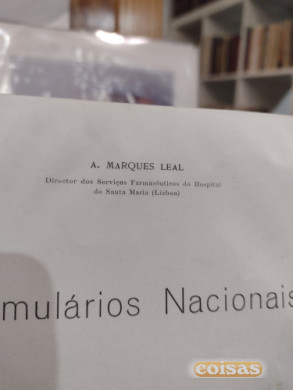 A. MARQUES LEAL
Director dos Serviços Farmacêuticos do Hospital
de Santa Maria (Lisboa)
mulários Nacionais
coisas